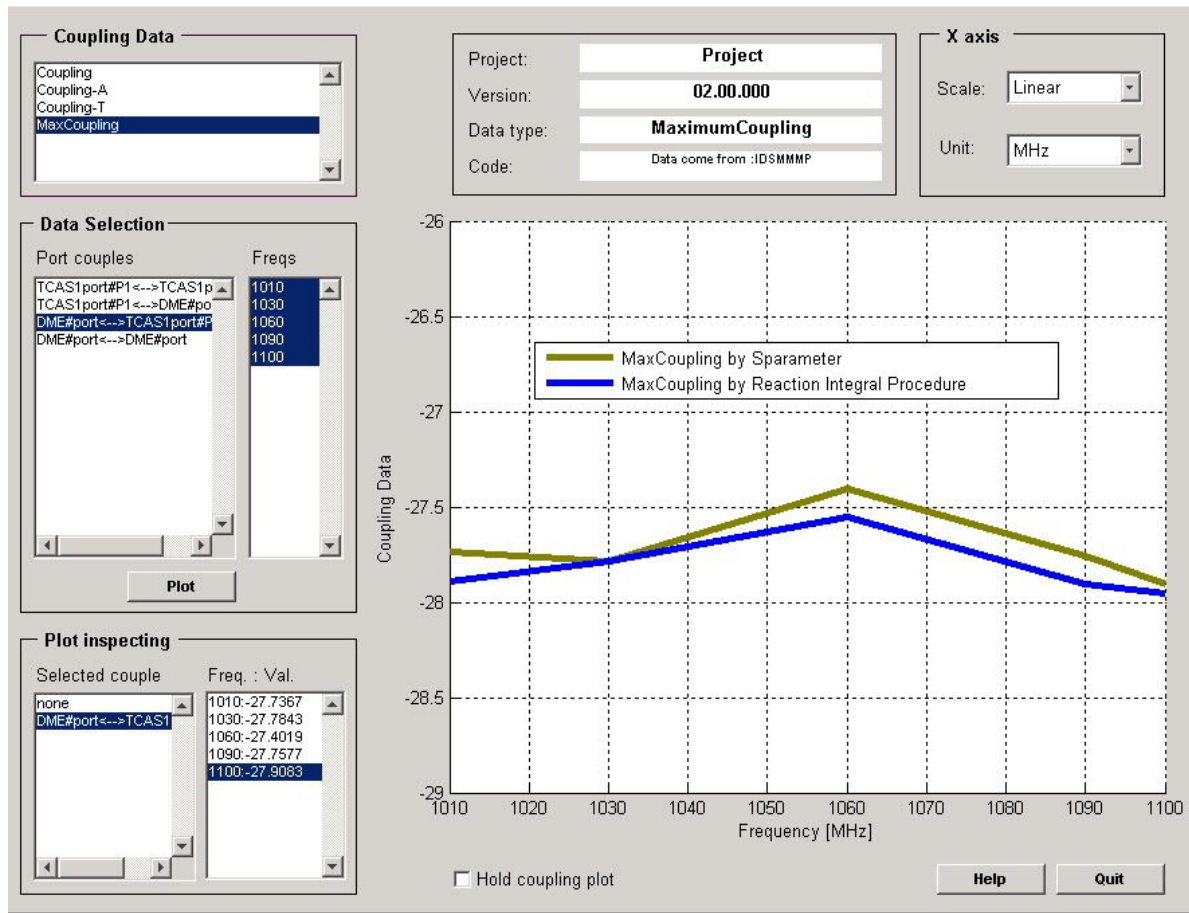 Coupling Data
Coupling
Coupling-A
Coupling-T
MaxCoupling
Project: Project
Version: 02.00.000
Data type: MaximumCoupling
Code: Data come from :IDSMMMP
X axis
Scale: Linear
Unit: MHz
Data Selection
Port couples
TCAS1port#P1<-->TCAS1p
TCAS1port#P1<-->DME#po
DME#port<-->TCAS1port#P
DME#port<-->DME#port
Freqs
1010
1030
1060
1090
1100
Plot
Plot inspecting
Selected couple
none
DME#port<-->TCAS1
Freq. : Val.
1010:-27.7367
1030:-27.7843
1060:-27.4019
1090:-27.7577
1100:-27.9083
-26
-26.5
-27
-27.5
-28
-28.5
-29
Coupling Data
MaxCoupling by Sparameter
MaxCoupling by Reaction Integral Procedure
1010 1020 1030 1040 1050 1060 1070 1080 1090 1100
Frequency [MHz]
Hold coupling plot
Help
Quit